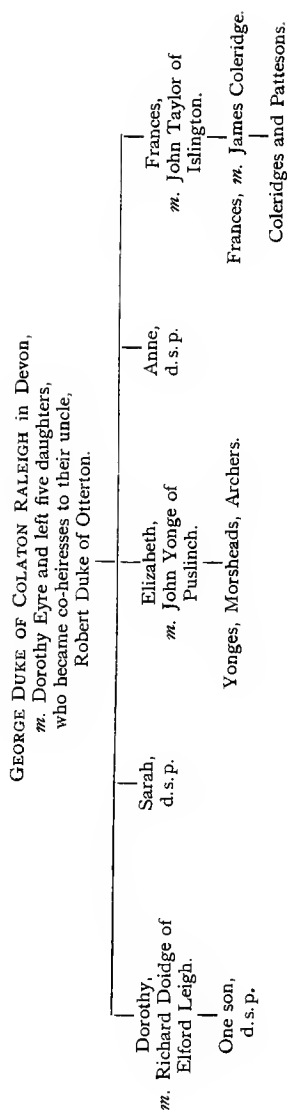 GEORGE DUKE OF COLATON RALEIGH in Devon,
m. Dorothy Eyre and left five daughters,
who became co-heiresses to their uncle,
Robert Duke of Otterton.
Dorothy,
m. Richard Doidge of
Elford Leigh.
One son,
d.s.p.
Sarah,
d.s.p.
Elizabeth,
m. John Yonge of
Puslinch.
Yonges, Morsheads, Archers.
Anne,
d.s.p.
Frances,
m. John Taylor of
Islington.
Frances, m. James Coleridge.
Coleridges and Pattesons.